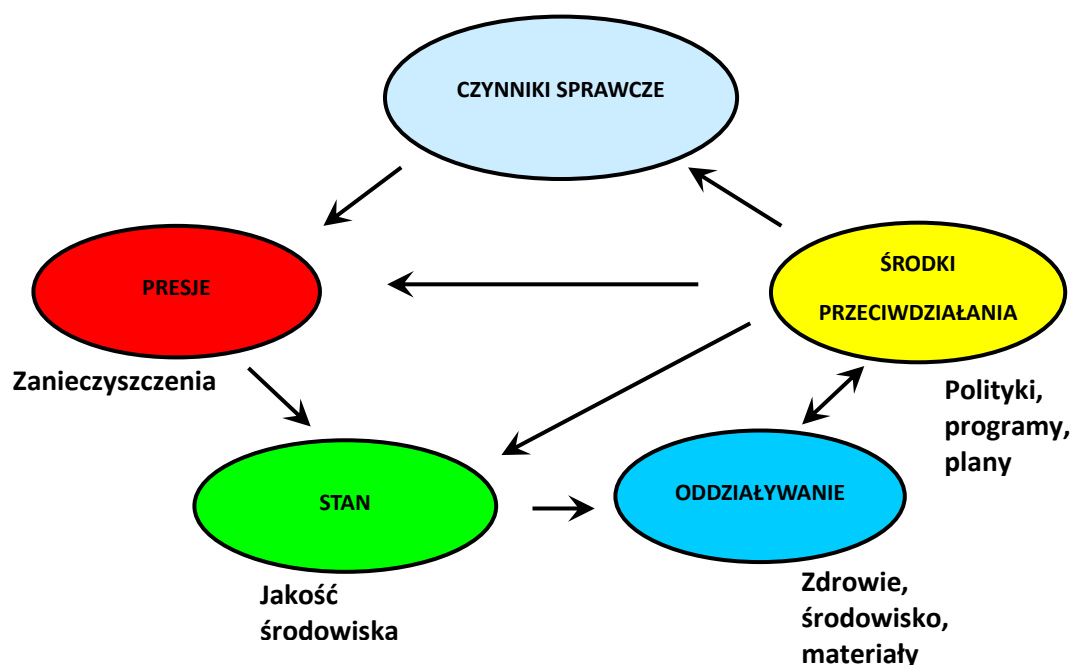 CZYNNIKI SPRAWCZE
ŚRODKI
PRZECIWDZIAŁANIA
PRESJE
Zanieczyszczenia
Polityki,
programy,
plany
STAN
ODDZIAŁYWANIE
Jakość
środowiska
Zdrowie,
środowisko,
materiały